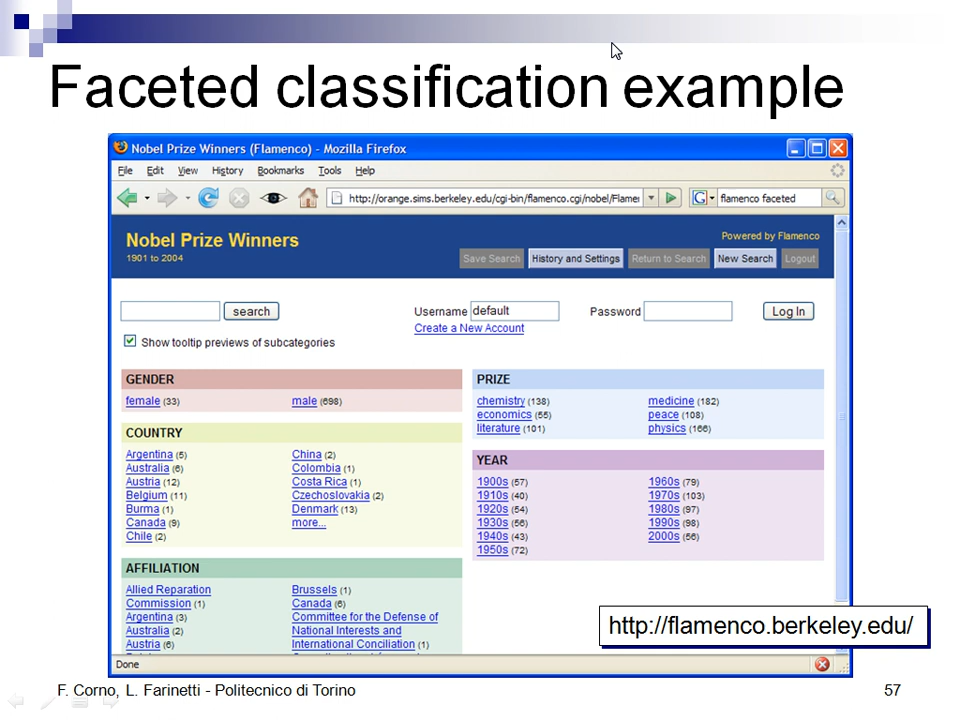 Faceted classification example
Nobel Prize Winners (Flamenco) - Mozilla Firefox
File Edit View History Bookmarks Tools Help
http://orange.sims.berkeley.edu/cgi-bin/flamenco.cgi/nobel/Flamen
flamenco faceted
Nobel Prize Winners
1901 to 2004
Powered by Flamenco
Save Search History and Settings Return to Search New Search Logout
search
Username default
Password
Log In
Create a New Account
Show tooltip previews of subcategories
GENDER
female (33) male (698)
COUNTRY
Argentina (5) China (2)
Australia (6) Colombia (1)
Austria (12) Costa Rica (1)
Belgium (11) Czechoslovakia (2)
Burma (1) Denmark (13)
Canada (9) more...
Chile (2)
AFFILIATION
Allied Reparation Brussels (1)
Commission (1) Canada (6)
Argentina (3) Committee for the Defense of
Australia (2) National Interests and
Austria (6) International Conciliation (1)
PRIZE
chemistry (138) medicine (182)
economics (55) peace (108)
literature (101) physics (166)
YEAR
1900s (57) 1960s (79)
1910s (40) 1970s (103)
1920s (54) 1980s (97)
1930s (56) 1990s (98)
1940s (43) 2000s (56)
1950s (72)
http://flamenco.berkeley.edu/
Done
F. Corno, L. Farinetti - Politecnico di Torino
57